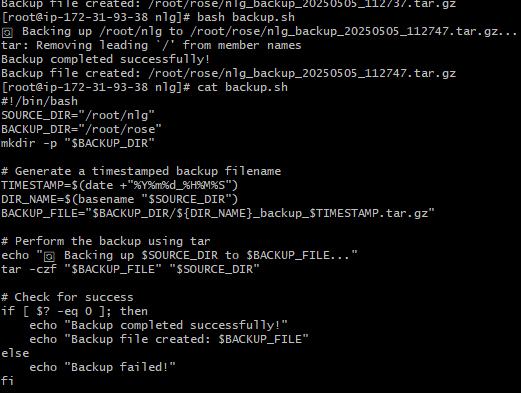 Backup file created: /root/rose/nlg_backup_20250505_112737.tar.gz
[root@ip-172-31-93-38 nlg]# bash backup.sh
Backing up /root/nlg to /root/rose/nlg_backup_20250505_112747.tar.gz...
tar: Removing leading `/' from member names
Backup completed successfully!
Backup file created: /root/rose/nlg_backup_20250505_112747.tar.gz
[root@ip-172-31-93-38 nlg]# cat backup.sh
#!/bin/bash
SOURCE_DIR="/root/nlg"
BACKUP_DIR="/root/rose"
mkdir -p "$BACKUP_DIR"

# Generate a timestamped backup filename
TIMESTAMP=$(date +"%Y%m%d_%H%M%S")
DIR_NAME=$(basename "$SOURCE_DIR")
BACKUP_FILE="$BACKUP_DIR/${DIR_NAME}_backup_$TIMESTAMP.tar.gz"

# Perform the backup using tar
echo " Backing up $SOURCE_DIR to $BACKUP_FILE..."
tar -czf "$BACKUP_FILE" "$SOURCE_DIR"

# Check for success
if [ $? -eq 0 ]; then
    echo "Backup completed successfully!"
    echo "Backup file created: $BACKUP_FILE"
else
    echo "Backup failed!"
fi